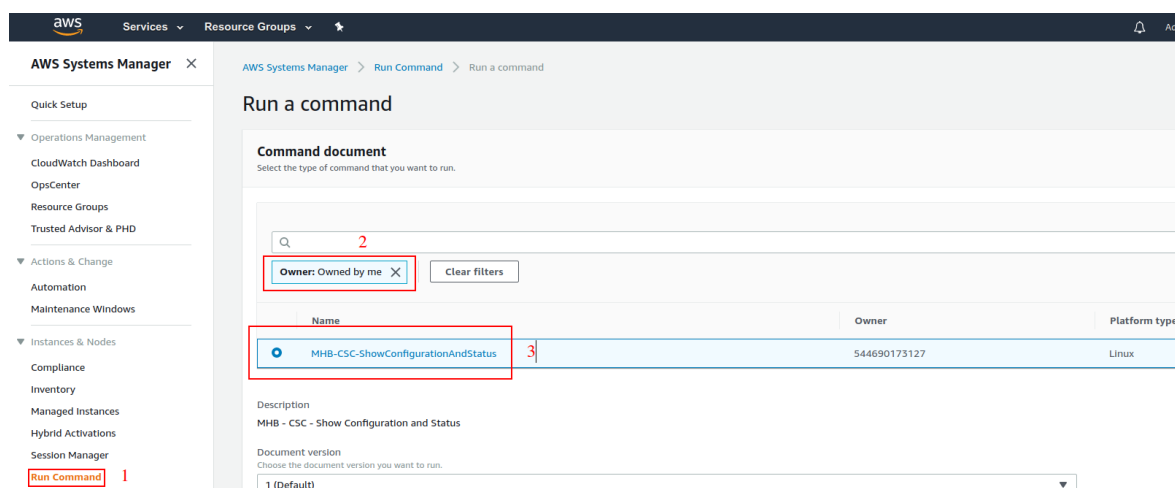 aws Services Resource Groups
AWS Systems Manager
AWS Systems Manager > Run Command > Run a command
Quick Setup
Run a command
Operations Management
CloudWatch Dashboard
OpsCenter
Resource Groups
Trusted Advisor & PHD
Actions & Change
Automation
Maintenance Windows
Instances & Nodes
Compliance
Inventory
Managed Instances
Hybrid Activations
Session Manager
Run Command 1
Command document
Select the type of command that you want to run.
2
Owner: Owned by me
Clear filters
Name Owner Platform type
MHB-CSC-ShowConfigurationAndStatus 3 544690173127 Linux
Description
MHB - CSC - Show Configuration and Status
Document version
Choose the document version you want to run.
1 (Default)